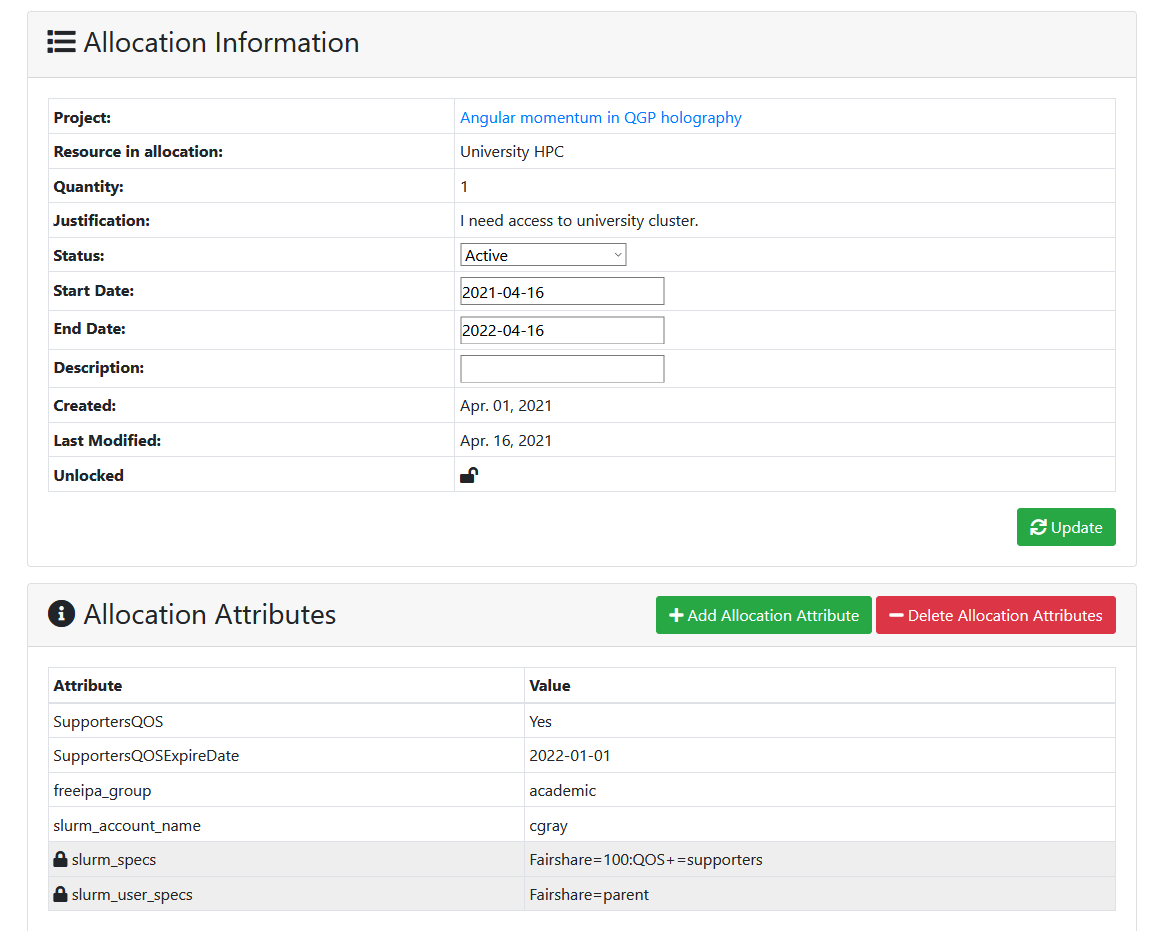 Allocation Information
Project: Angular momentum in QGP holography
Resource in allocation: University HPC
Quantity: 1
Justification: I need access to university cluster.
Status: Active
Start Date: 2021-04-16
End Date: 2022-04-16
Description:
Created: Apr. 01, 2021
Last Modified: Apr. 16, 2021
Unlocked
Update
Allocation Attributes Add Allocation Attribute Delete Allocation Attributes
Attribute Value
SupportersQOS Yes
SupportersQOSExpireDate 2022-01-01
freeipa_group academic
slurm_account_name cgray
slurm_specs Fairshare=100:QOS+=supporters
slurm_user_specs Fairshare=parent